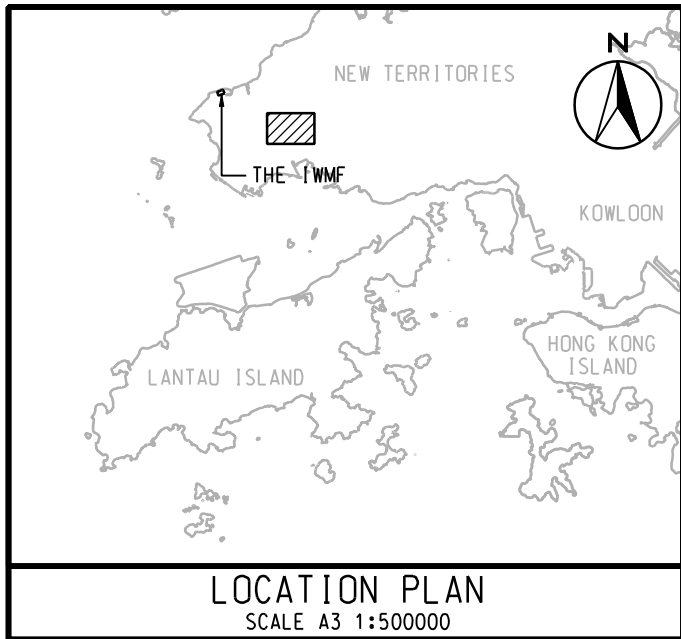 N
NEW TERRITORIES
THE IWMF
KOWLOON
HONG KONG
ISLAND
LANTAU ISLAND
LOCATION PLAN
SCALE A3 1:500000